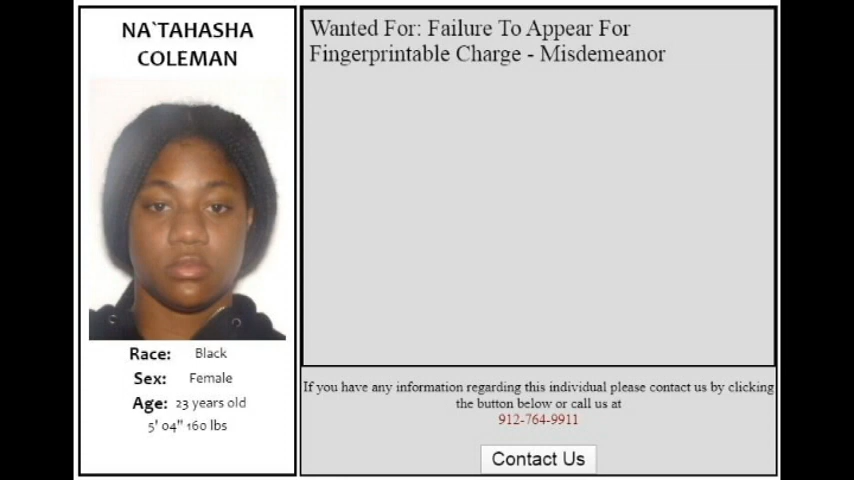 NA`TAHASHA
COLEMAN
Race: Black
Sex: Female
Age: 23 years old
5' 04" 160 lbs
Wanted For: Failure To Appear For
Fingerprintable Charge - Misdemeanor
If you have any information regarding this individual please contact us by clicking
the button below or call us at
912-764-9911
Contact Us